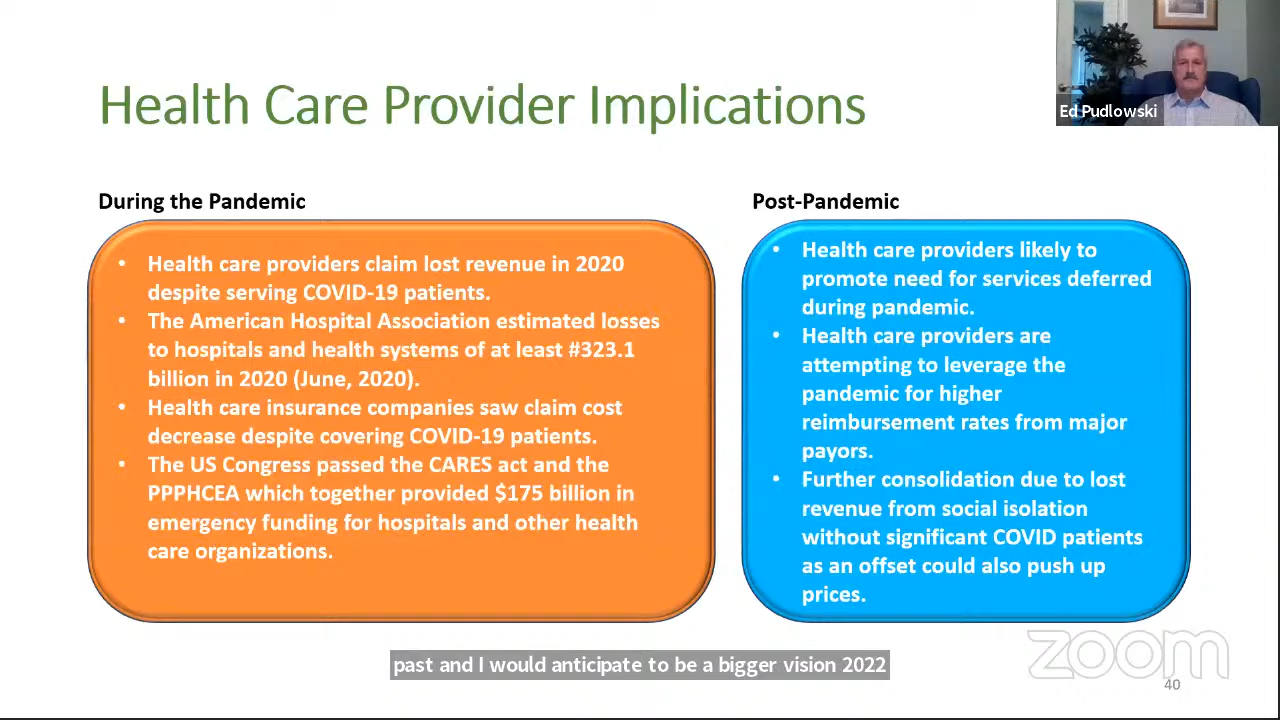 Health Care Provider Implications
Ed Pudlowski
During the Pandemic
• Health care providers claim lost revenue in 2020
despite serving COVID-19 patients.
• The American Hospital Association estimated losses
to hospitals and health systems of at least #323.1
billion in 2020 (June, 2020).
• Health care insurance companies saw claim cost
decrease despite covering COVID-19 patients.
• The US Congress passed the CARES act and the
PPPHCEA which together provided $175 billion in
emergency funding for hospitals and other health
care organizations.
Post-Pandemic
• Health care providers likely to
promote need for services deferred
during pandemic.
• Health care providers are
attempting to leverage the
pandemic for higher
reimbursement rates from major
payors.
• Further consolidation due to lost
revenue from social isolation
without significant COVID patients
as an offset could also push up
prices.
past and I would anticipate to be a bigger vision 2022
zoom
40